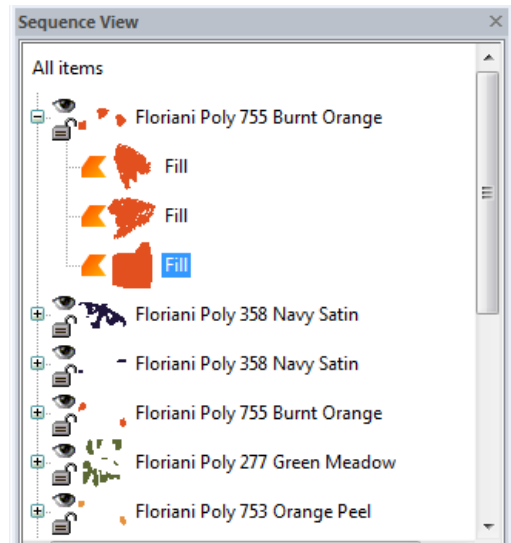 Sequence View
All items
Floriani Poly 755 Burnt Orange
Fill
Fill
Fill
Floriani Poly 358 Navy Satin
Floriani Poly 358 Navy Satin
Floriani Poly 755 Burnt Orange
Floriani Poly 277 Green Meadow
Floriani Poly 753 Orange Peel